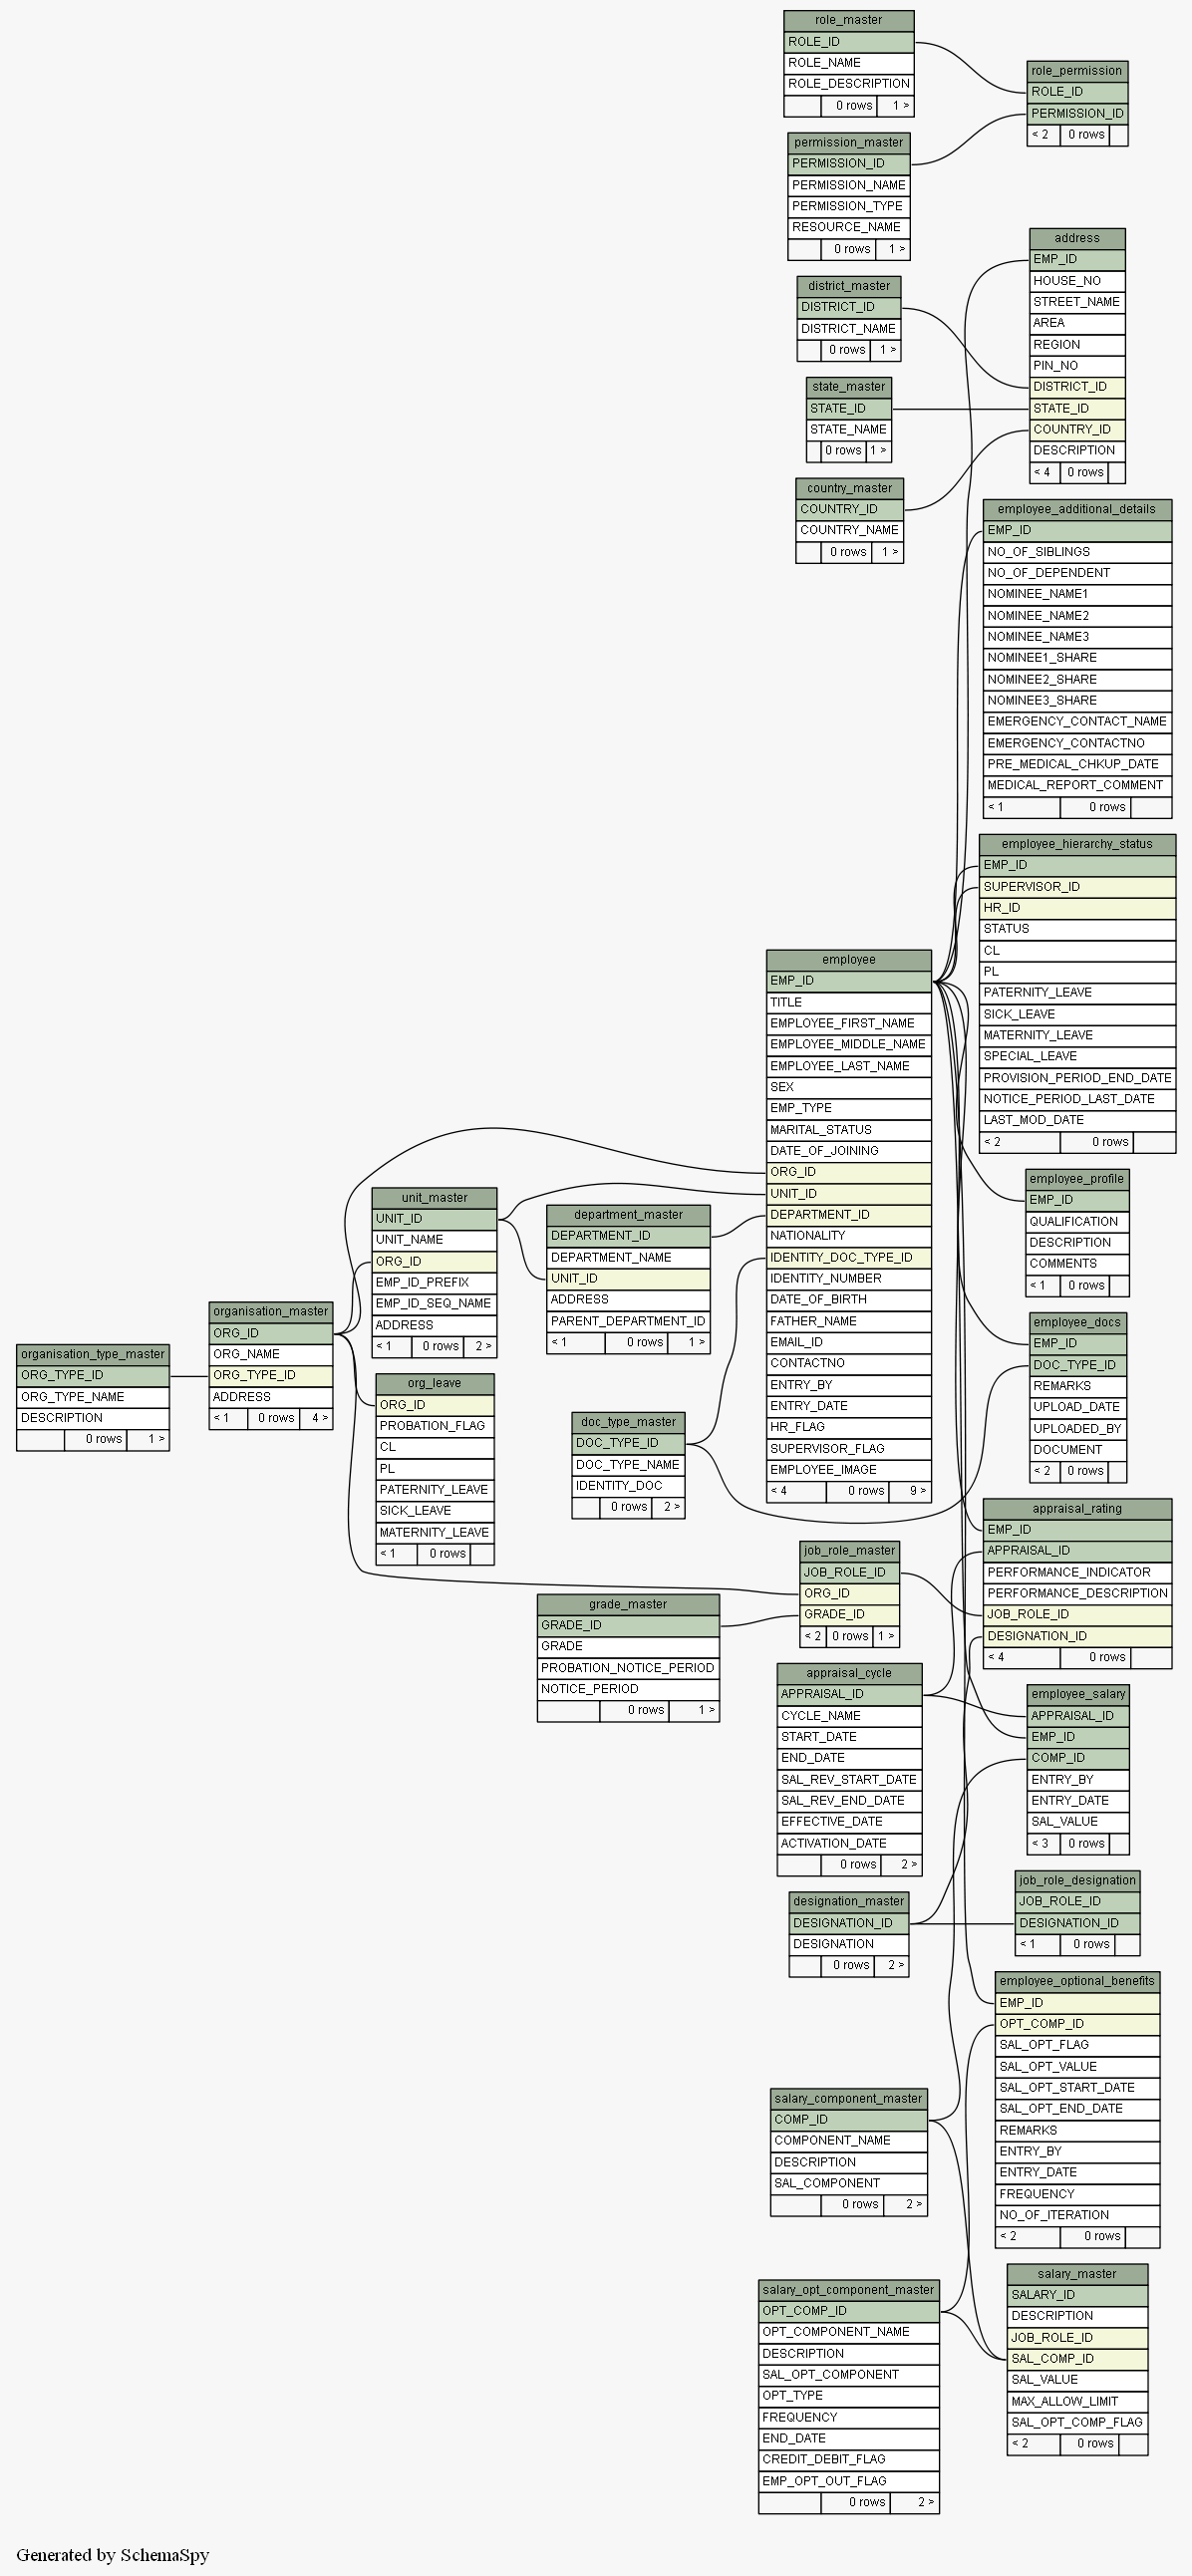 role_master
ROLE_ID
ROLE_NAME
ROLE_DESCRIPTION
0 rows 1 >
role_permission
ROLE_ID
PERMISSION_ID
< 2 0 rows
permission_master
PERMISSION_ID
PERMISSION_NAME
PERMISSION_TYPE
RESOURCE_NAME
0 rows 1 >
address
EMP_ID
HOUSE_NO
STREET_NAME
AREA
REGION
PIN_NO
DISTRICT_ID
STATE_ID
COUNTRY_ID
DESCRIPTION
< 4 0 rows
district_master
DISTRICT_ID
DISTRICT_NAME
0 rows 1 >
state_master
STATE_ID
STATE_NAME
0 rows 1 >
country_master
COUNTRY_ID
COUNTRY_NAME
0 rows 1 >
employee_additional_details
EMP_ID
NO_OF_SIBLINGS
NO_OF_DEPENDENT
NOMINEE_NAME1
NOMINEE_NAME2
NOMINEE_NAME3
NOMINEE1_SHARE
NOMINEE2_SHARE
NOMINEE3_SHARE
EMERGENCY_CONTACT_NAME
EMERGENCY_CONTACTNO
PRE_MEDICAL_CHKUP_DATE
MEDICAL_REPORT_COMMENT
< 1 0 rows
employee_hierarchy_status
EMP_ID
SUPERVISOR_ID
HR_ID
STATUS
CL
PL
PATERNITY_LEAVE
SICK_LEAVE
MATERNITY_LEAVE
SPECIAL_LEAVE
PROVISION_PERIOD_END_DATE
NOTICE_PERIOD_LAST_DATE
LAST_MOD_DATE
< 2 0 rows
employee
EMP_ID
TITLE
EMPLOYEE_FIRST_NAME
EMPLOYEE_MIDDLE_NAME
EMPLOYEE_LAST_NAME
SEX
EMP_TYPE
MARITAL_STATUS
DATE_OF_JOINING
ORG_ID
UNIT_ID
DEPARTMENT_ID
NATIONALITY
IDENTITY_DOC_TYPE_ID
IDENTITY_NUMBER
DATE_OF_BIRTH
FATHER_NAME
EMAIL_ID
CONTACTNO
ENTRY_BY
ENTRY_DATE
HR_FLAG
SUPERVISOR_FLAG
EMPLOYEE_IMAGE
< 4 0 rows 9 >
employee_profile
EMP_ID
QUALIFICATION
DESCRIPTION
COMMENTS
< 1 0 rows
unit_master
UNIT_ID
UNIT_NAME
ORG_ID
EMP_ID_PREFIX
EMP_ID_SEQ_NAME
ADDRESS
< 1 0 rows 2 >
department_master
DEPARTMENT_ID
DEPARTMENT_NAME
UNIT_ID
ADDRESS
PARENT_DEPARTMENT_ID
< 1 0 rows 1 >
organisation_master
ORG_ID
ORG_NAME
ORG_TYPE_ID
ADDRESS
< 1 0 rows 4 >
organisation_type_master
ORG_TYPE_ID
ORG_TYPE_NAME
DESCRIPTION
0 rows 1 >
org_leave
ORG_ID
PROBATION_FLAG
CL
PL
PATERNITY_LEAVE
SICK_LEAVE
MATERNITY_LEAVE
< 1 0 rows
employee_docs
EMP_ID
DOC_TYPE_ID
REMARKS
UPLOAD_DATE
UPLOADED_BY
DOCUMENT
< 2 0 rows
doc_type_master
DOC_TYPE_ID
DOC_TYPE_NAME
IDENTITY_DOC
0 rows 2 >
appraisal_rating
EMP_ID
APPRAISAL_ID
PERFORMANCE_INDICATOR
PERFORMANCE_DESCRIPTION
JOB_ROLE_ID
DESIGNATION_ID
< 4 0 rows
job_role_master
JOB_ROLE_ID
ORG_ID
GRADE_ID
< 2 0 rows 1 >
grade_master
GRADE_ID
GRADE
PROBATION_NOTICE_PERIOD
NOTICE_PERIOD
0 rows 1 >
appraisal_cycle
APPRAISAL_ID
CYCLE_NAME
START_DATE
END_DATE
SAL_REV_START_DATE
SAL_REV_END_DATE
EFFECTIVE_DATE
ACTIVATION_DATE
0 rows 2 >
employee_salary
APPRAISAL_ID
EMP_ID
COMP_ID
ENTRY_BY
ENTRY_DATE
SAL_VALUE
< 3 0 rows
job_role_designation
JOB_ROLE_ID
DESIGNATION_ID
< 1 0 rows
designation_master
DESIGNATION_ID
DESIGNATION
0 rows 2 >
employee_optional_benefits
EMP_ID
OPT_COMP_ID
SAL_OPT_FLAG
SAL_OPT_VALUE
SAL_OPT_START_DATE
SAL_OPT_END_DATE
REMARKS
ENTRY_BY
ENTRY_DATE
FREQUENCY
NO_OF_ITERATION
< 2 0 rows
salary_component_master
COMP_ID
COMPONENT_NAME
DESCRIPTION
SAL_COMPONENT
0 rows 2 >
salary_master
SALARY_ID
DESCRIPTION
JOB_ROLE_ID
SAL_COMP_ID
SAL_VALUE
MAX_ALLOW_LIMIT
SAL_OPT_COMP_FLAG
< 2 0 rows
salary_opt_component_master
OPT_COMP_ID
OPT_COMPONENT_NAME
DESCRIPTION
SAL_OPT_COMPONENT
OPT_TYPE
FREQUENCY
END_DATE
CREDIT_DEBIT_FLAG
EMP_OPT_OUT_FLAG
0 rows 2 >
Generated by SchemaSpy